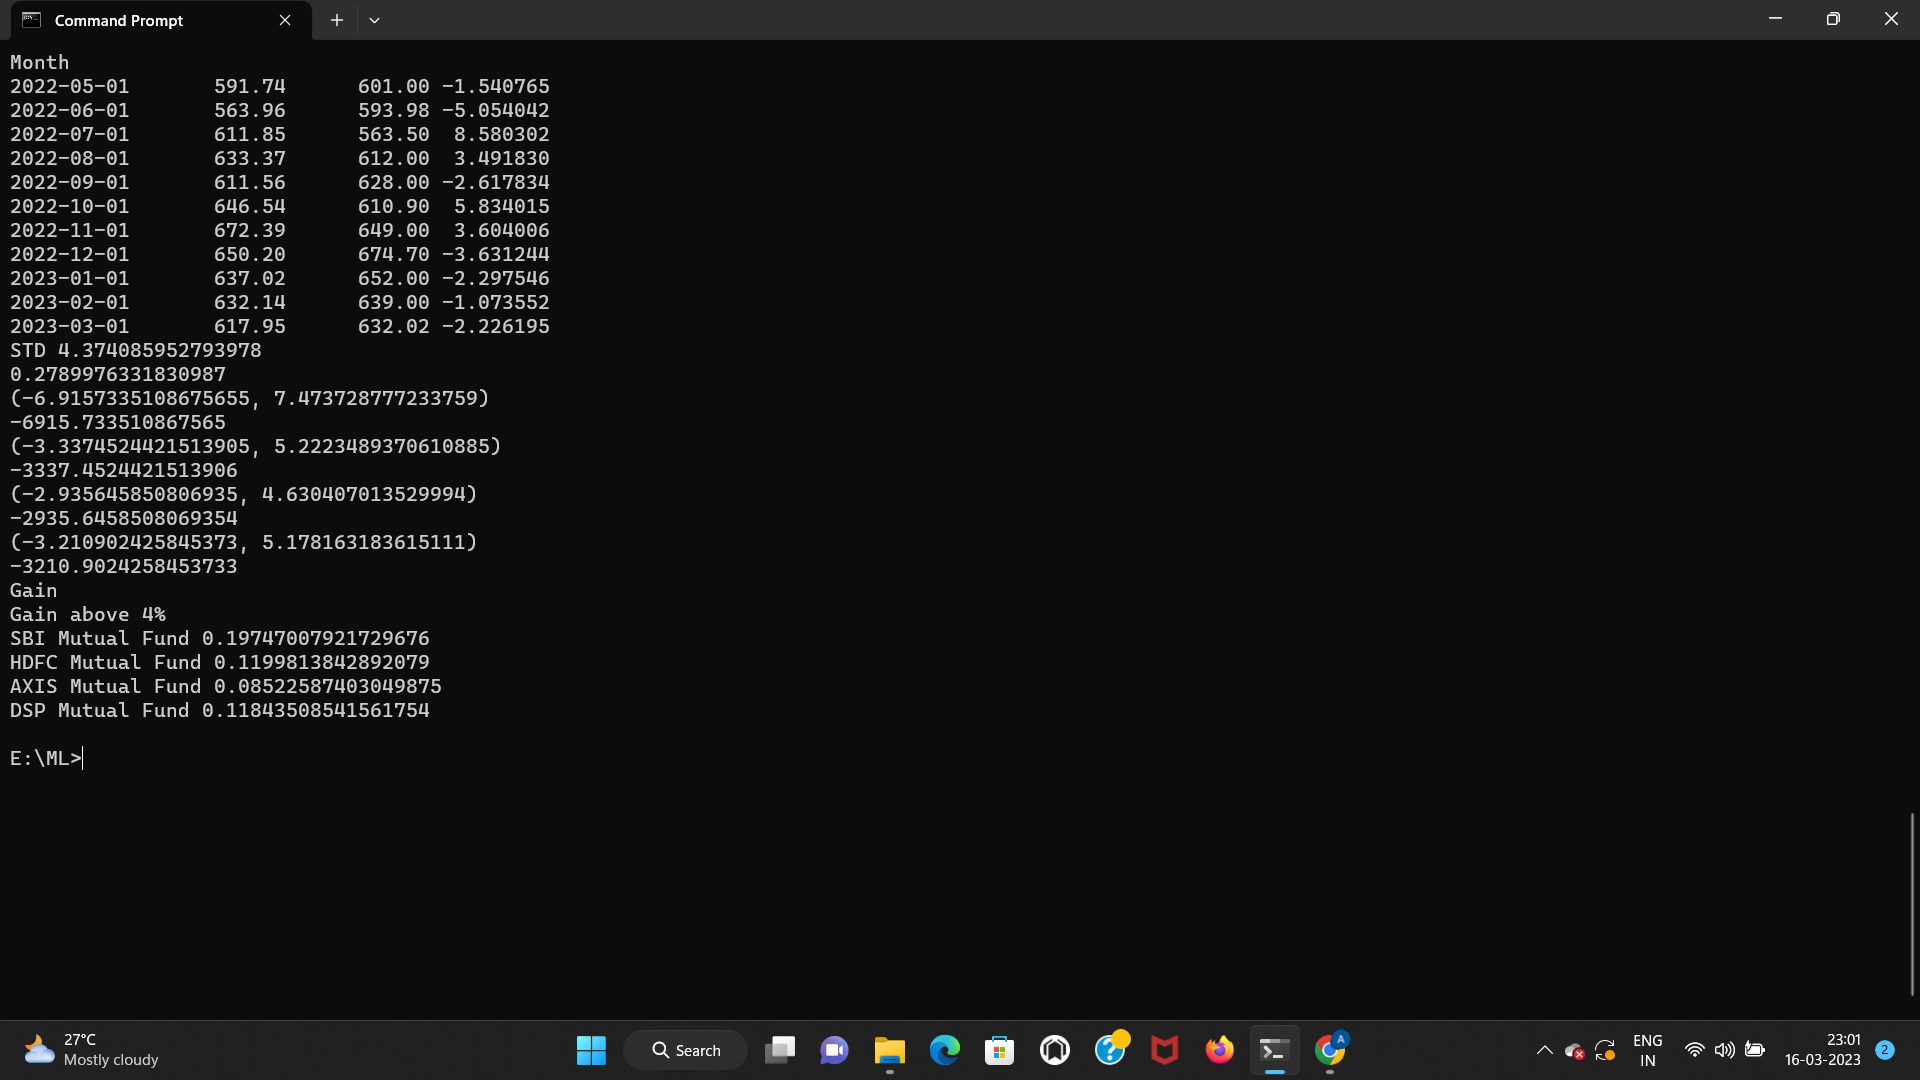 Command Prompt
Month
2022-05-01       591.74      601.00 -1.540765
2022-06-01       563.96      593.98 -5.054042
2022-07-01       611.85      563.50  8.580302
2022-08-01       633.37      612.00  3.491830
2022-09-01       611.56      628.00 -2.617834
2022-10-01       646.54      610.90  5.834015
2022-11-01       672.39      649.00  3.604006
2022-12-01       650.20      674.70 -3.631244
2023-01-01       637.02      652.00 -2.297546
2023-02-01       632.14      639.00 -1.073552
2023-03-01       617.95      632.02 -2.226195
STD 4.374085952793978
0.2789976331830987
(-6.9157335108675655, 7.473728777233759)
-6915.733510867565
(-3.3374524421513905, 5.2223489370610885)
-3337.4524421513906
(-2.935645850806935, 4.630407013529994)
-2935.6458508069354
(-3.210902425845373, 5.178163183615111)
-3210.9024258453733
Gain
Gain above 4%
SBI Mutual Fund 0.19747007921729676
HDFC Mutual Fund 0.1199813842892079
AXIS Mutual Fund 0.08522587403049875
DSP Mutual Fund 0.11843508541561754
E:\ML>
27°C
Mostly cloudy
Search
A
ENG
IN
23:01
16-03-2023
2